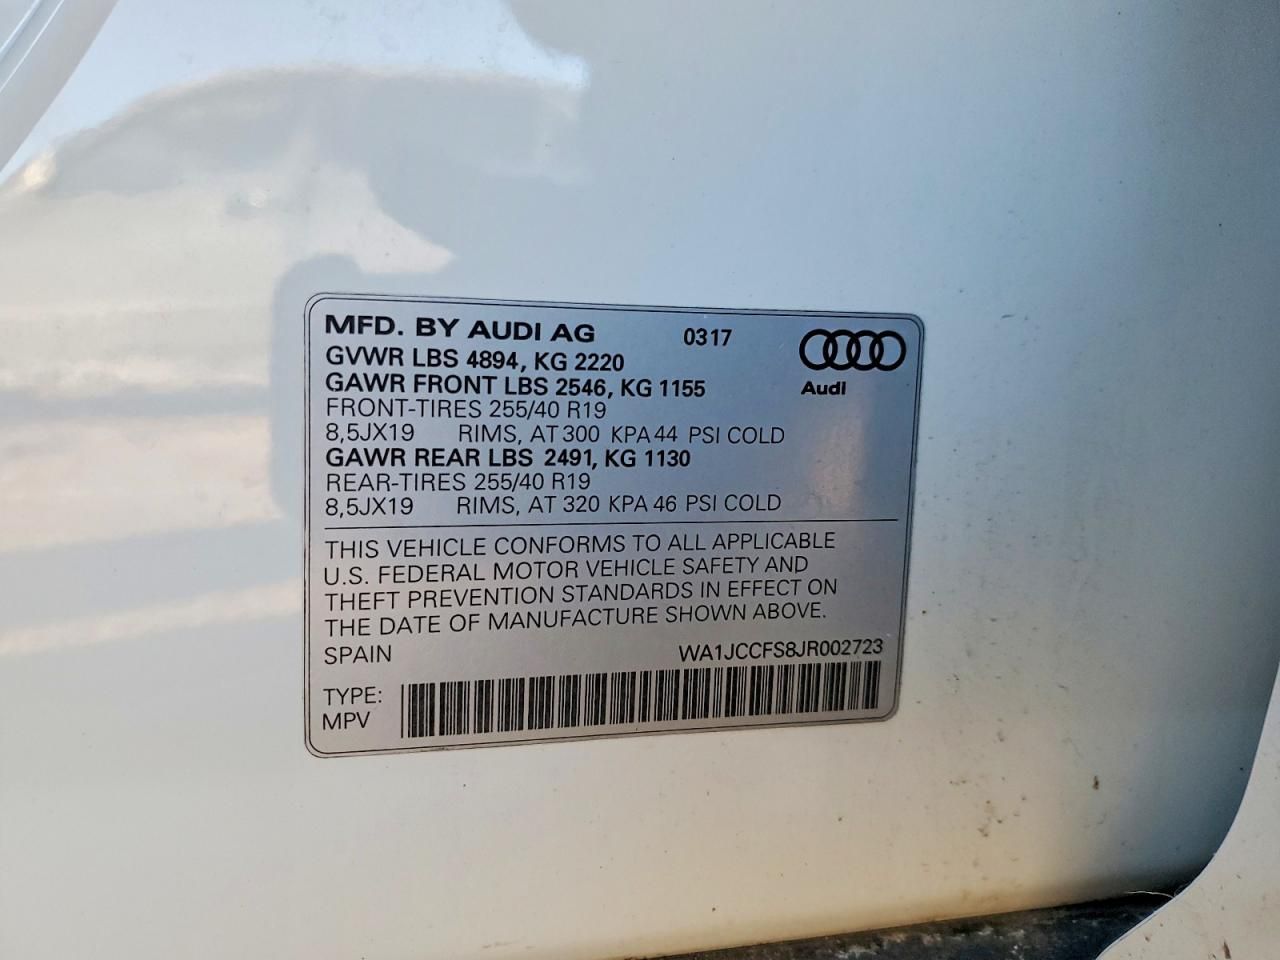 MFD. BY AUDI AG 0317
GVWR LBS 4894, KG 2220
GAWR FRONT LBS 2546, KG 1155
Audi
FRONT-TIRES 255/40 R19
8,5JX19 RIMS, AT 300 KPA 44 PSI COLD
GAWR REAR LBS 2491, KG 1130
REAR-TIRES 255/40 R19
8,5JX19 RIMS, AT 320 KPA 46 PSI COLD
THIS VEHICLE CONFORMS TO ALL APPLICABLE
U.S. FEDERAL MOTOR VEHICLE SAFETY AND
THEFT PREVENTION STANDARDS IN EFFECT ON
THE DATE OF MANUFACTURE SHOWN ABOVE.
SPAIN WA1JCCFS8JR002723
TYPE:
MPV